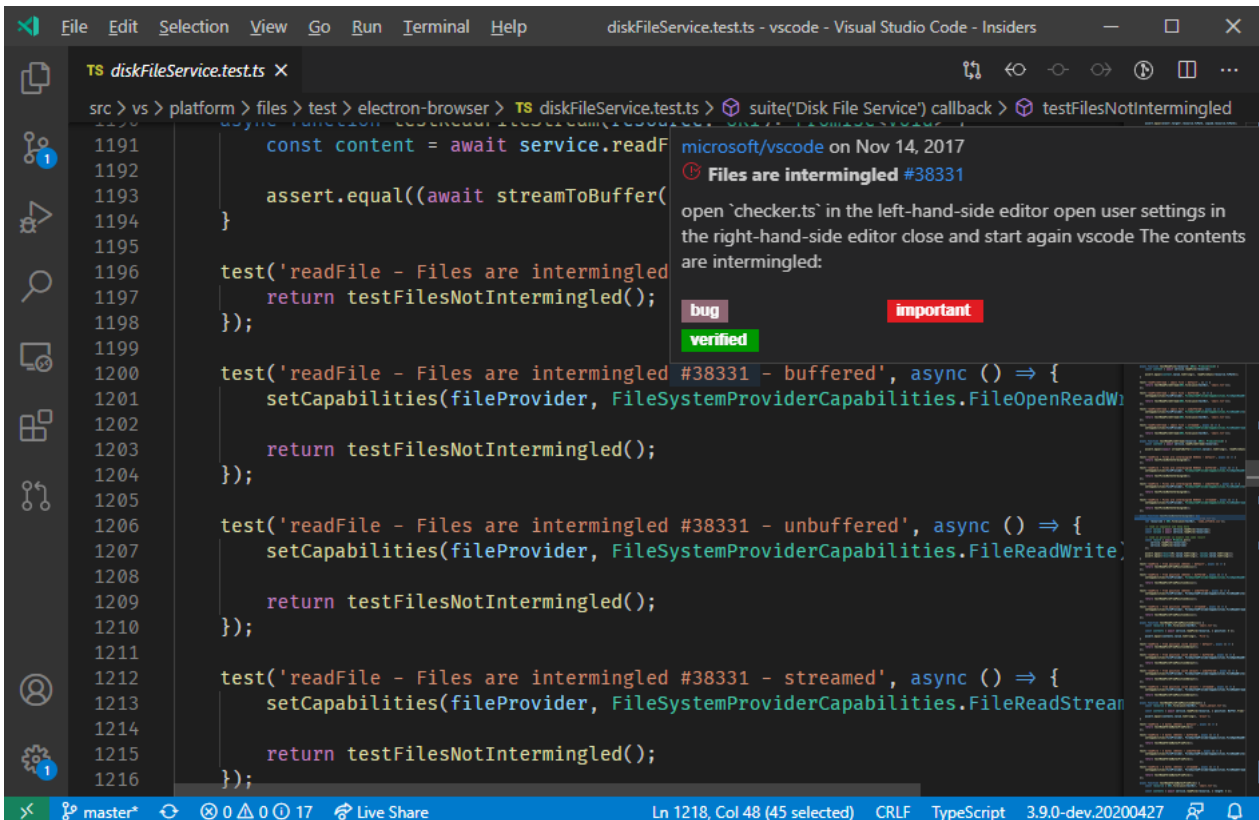 File Edit Selection View Go Run Terminal Help diskFileService.test.ts - vscode - Visual Studio Code - Insiders
TS diskFileService.test.ts
src > vs > platform > files > test > electron-browser > TS diskFileService.test.ts > suite('Disk File Service') callback > testFilesNotIntermingled
1191 const content = await service.readF
1192
1193 assert.equal((await streamToBuffer(
1194 }
1195
1196 test('readFile - Files are intermingled
1197 return testFilesNotIntermingled();
1198 });
1199
microsoft/vscode on Nov 14, 2017
Files are intermingled #38331
open `checker.ts` in the left-hand-side editor open user settings in
the right-hand-side editor close and start again vscode The contents
are intermingled:
bug important
verified
1200 test('readFile - Files are intermingled #38331 - buffered', async () ⇒ {
1201 setCapabilities(fileProvider, FileSystemProviderCapabilities.FileOpenReadWr
1202
1203 return testFilesNotIntermingled();
1204 });
1205
1206 test('readFile - Files are intermingled #38331 - unbuffered', async () ⇒ {
1207 setCapabilities(fileProvider, FileSystemProviderCapabilities.FileReadWrite)
1208
1209 return testFilesNotIntermingled();
1210 });
1211
1212 test('readFile - Files are intermingled #38331 - streamed', async () ⇒ {
1213 setCapabilities(fileProvider, FileSystemProviderCapabilities.FileReadStream
1214
1215 return testFilesNotIntermingled();
1216 });
1
1
master* 0 0 17 Live Share Ln 1218, Col 48 (45 selected) CRLF TypeScript 3.9.0-dev.20200427